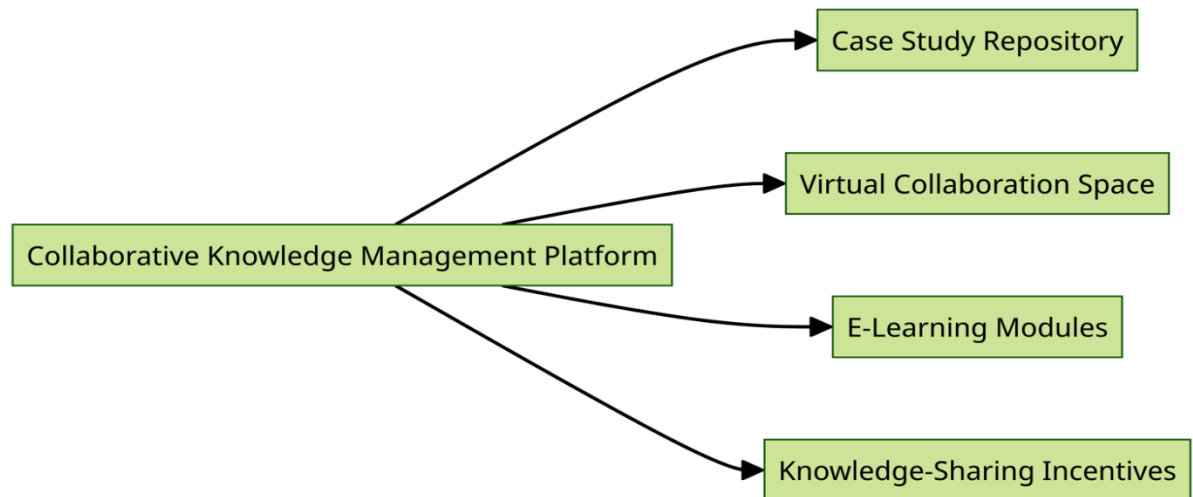 Case Study Repository
Virtual Collaboration Space
Collaborative Knowledge Management Platform
E-Learning Modules
Knowledge-Sharing Incentives